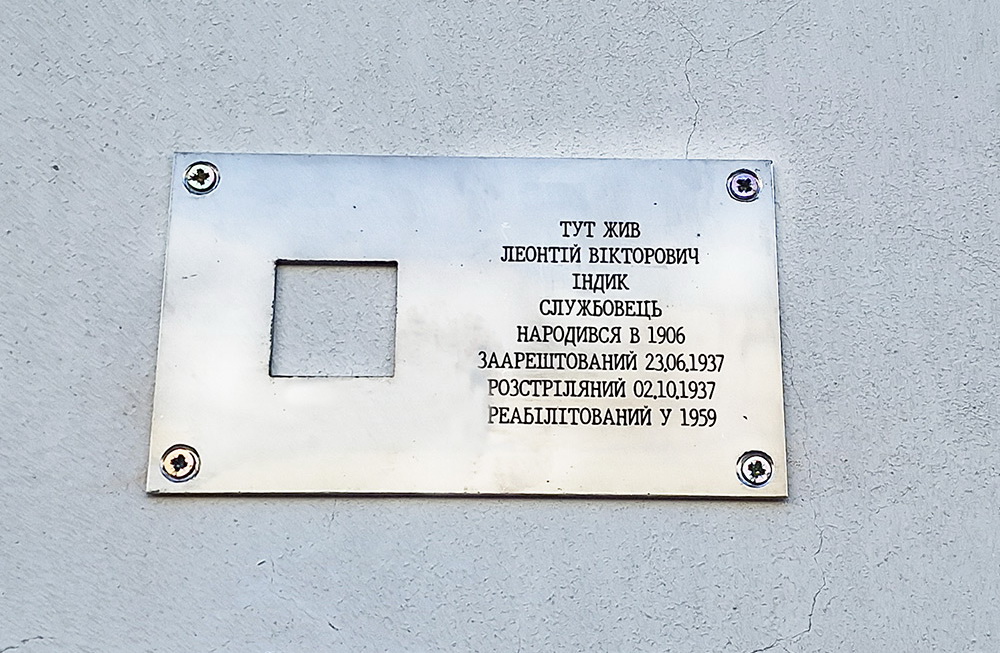 ТУТ ЖИВ
ЛЕОНТІЙ ВІКТОРОВИЧ
ІНДИК
СЛУЖБОВЕЦЬ
НАРОДИВСЯ В 1906
ЗААРЕШТОВАНИЙ 23.06.1937
РОЗСТРІЛЯНИЙ 02.10.1937
РЕАБІЛІТОВАНИЙ У 1959